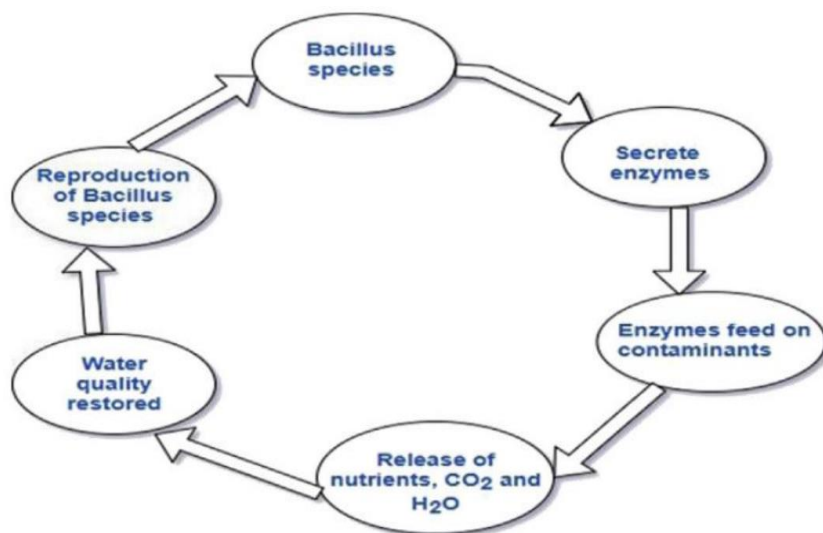 Bacillus
species
Secrete
enzymes
Enzymes feed on
contaminants
Release of
nutrients, CO₂ and
H₂O
Water
quality
restored
Reproduction
of Bacillus
species